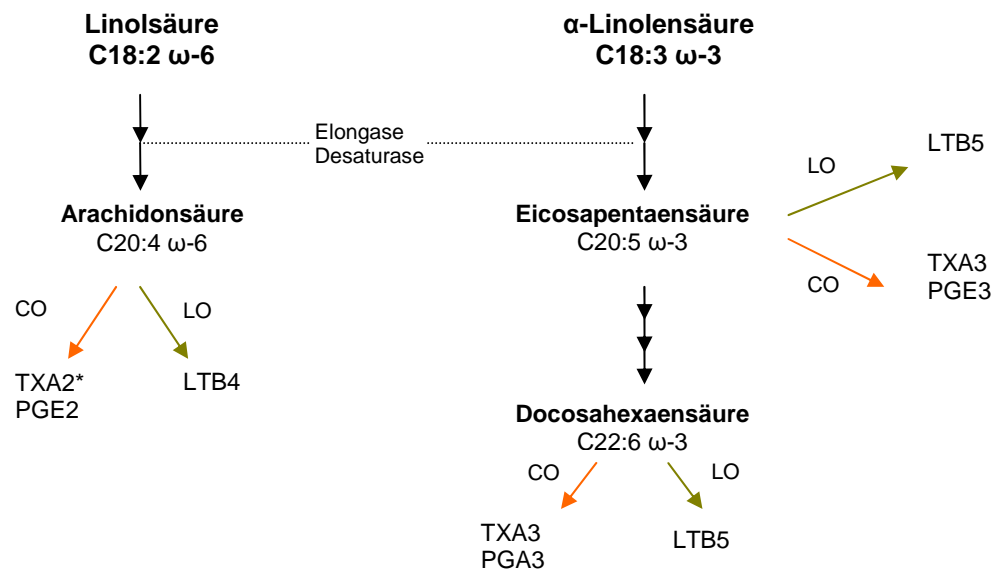 Linolsäure
C18:2 ω-6
α-Linolensäure
C18:3 ω-3
Elongase
Desaturase
Arachidonsäure
C20:4 ω-6
Eicosapentaensäure
C20:5 ω-3
LO
LTB5
CO
TXA3
PGE3
CO
LO
TXA2*
PGE2
LTB4
Docosahexaensäure
C22:6 ω-3
CO
LO
TXA3
PGA3
LTB5